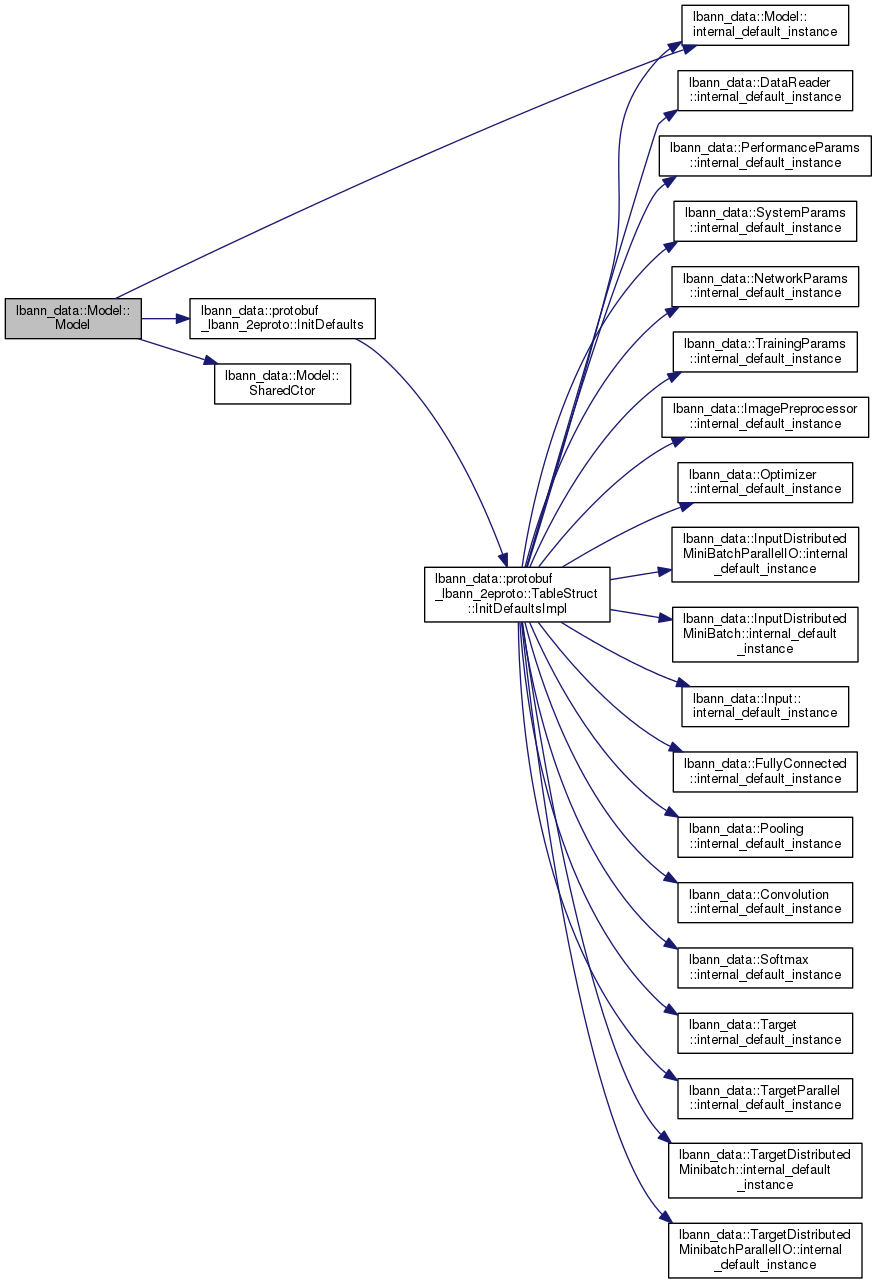 lbann_data::Model::
Model
lbann_data::protobuf
_lbann_2eproto::InitDefaults
lbann_data::Model::
SharedCtor
lbann_data::protobuf
_lbann_2eproto::TableStruct
::InitDefaultsImpl
lbann_data::Model::
internal_default_instance
lbann_data::DataReader
::internal_default_instance
lbann_data::PerformanceParams
::internal_default_instance
lbann_data::SystemParams
::internal_default_instance
lbann_data::NetworkParams
::internal_default_instance
lbann_data::TrainingParams
::internal_default_instance
lbann_data::ImagePreprocessor
::internal_default_instance
lbann_data::Optimizer
::internal_default_instance
lbann_data::InputDistributed
MiniBatchParallelIO::internal
_default_instance
lbann_data::InputDistributed
MiniBatch::internal_default
_instance
lbann_data::Input::
internal_default_instance
lbann_data::FullyConnected
::internal_default_instance
lbann_data::Pooling
::internal_default_instance
lbann_data::Convolution
::internal_default_instance
lbann_data::Softmax
::internal_default_instance
lbann_data::Target
::internal_default_instance
lbann_data::TargetParallel
::internal_default_instance
lbann_data::TargetDistributed
Minibatch::internal_default
_instance
lbann_data::TargetDistributed
MinibatchParallelIO::internal
_default_instance